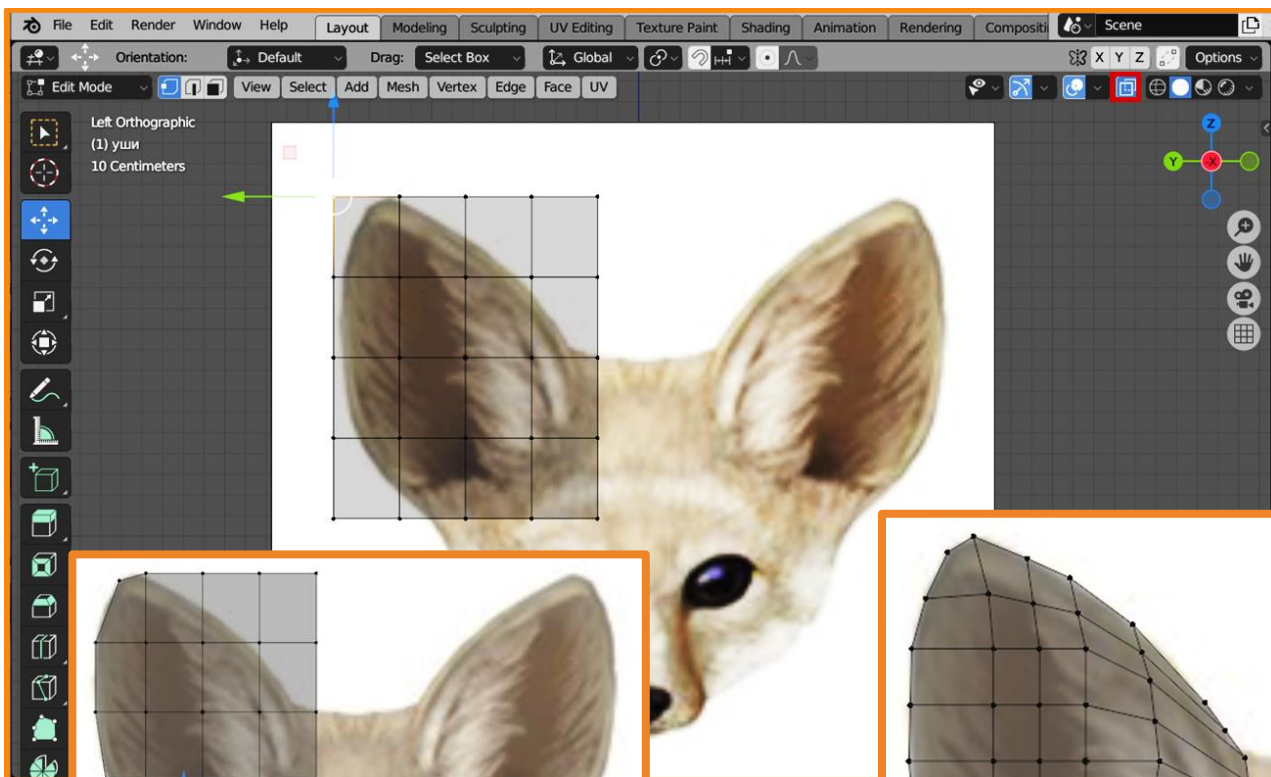 File Edit Render Window Help Layout Modeling Sculpting UV Editing Texture Paint Shading Animation Rendering Compositi Scene
Orientation: Default Drag: Select Box Global X Y Z Options
Edit Mode View Select Add Mesh Vertex Edge Face UV
Left Orthographic
(1) уши
10 Centimeters
Z
Y -X